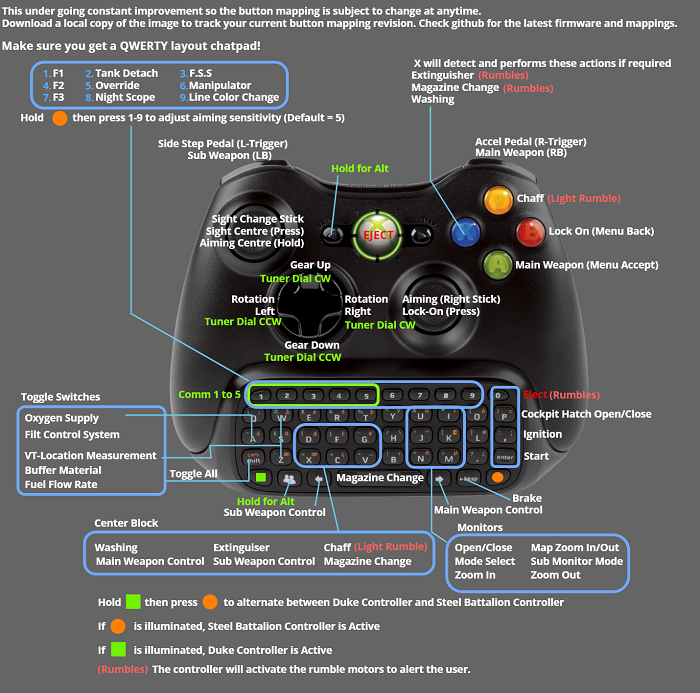 This under going constant improvement so the button mapping is subject to change at anytime.
Download a local copy of the image to track your current button mapping revision. Check github for the latest firmware and mappings.
Make sure you get a QWERTY layout chatpad!
1. F1 2. Tank Detach 3. F.S.S
4. F2 5. Override 6. Manipulator
7. F3 8. Night Scope 9. Line Color Change
Hold then press 1-9 to adjust aiming sensitivity (Default = 5)
X will detect and performs these actions if required
Extinguisher (Rumbles)
Magazine Change (Rumbles)
Washing
Side Step Pedal (L-Trigger)
Sub Weapon (LB)
Accel Pedal (R-Trigger)
Main Weapon (RB)
Hold for Alt
Y
Chaff (Light Rumble)
Sight Change Stick
Sight Centre (Press)
Aiming Centre (Hold)
EJECT
X
B
Lock On (Menu Back)
A
Main Weapon (Menu Accept)
Gear Up
Tuner Dial CW
Rotation Left
Tuner Dial CCW
Rotation Right
Tuner Dial CW
Aiming (Right Stick)
Lock-On (Press)
Gear Down
Tuner Dial CCW
Comm 1 to 5
1 2 3 4 5 6 7 8 9 0
Eject (Rumbles)
Q W E R T Y U I O P
Cockpit Hatch Open/Close
A S D F G H J K L ,
Ignition
shift Z X C V B N M . enter
Start
Toggle Switches
Oxygen Supply
Filt Control System
VT-Location Measurement
Buffer Material
Fuel Flow Rate
Toggle All
Magazine Change
Hold for Alt
Sub Weapon Control
Brake
Main Weapon Control
Center Block
Washing Extinguiser Chaff (Light Rumble)
Main Weapon Control Sub Weapon Control Magazine Change
Monitors
Open/Close Map Zoom In/Out
Mode Select Sub Monitor Mode
Zoom In Zoom Out
Hold then press to alternate between Duke Controller and Steel Battalion Controller
If is illuminated, Steel Battalion Controller is Active
If is illuminated, Duke Controller is Active
(Rumbles) The controller will activate the rumble motors to alert the user.